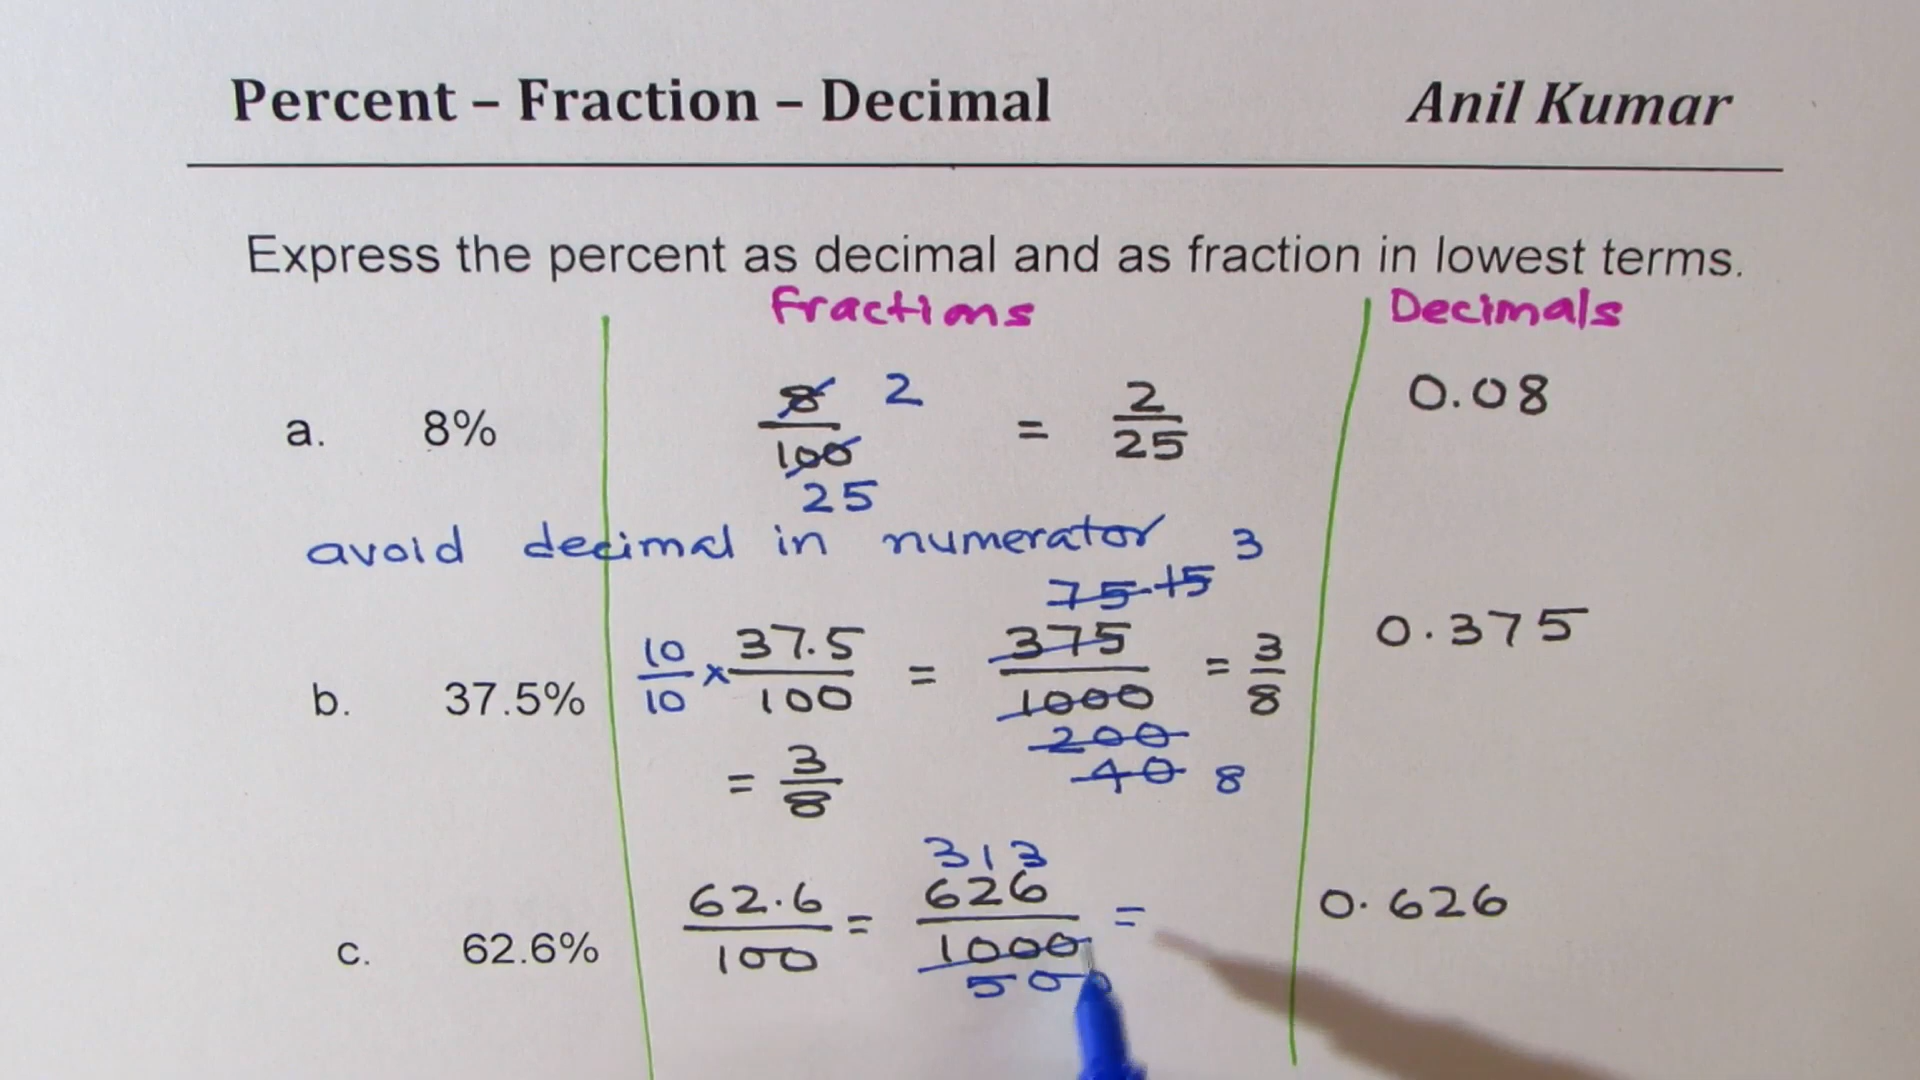 Percent – Fraction – Decimal Anil Kumar
Express the percent as decimal and as fraction in lowest terms.
Fractions Decimals
a. 8% 8/100 2 25 = 2/25 0.08
avoid decimal in numerator
b. 37.5% 10/10 × 37.5/100 = 375/1000 75 15 3 200 40 8 = 3/8 0.375
= 3/8
c. 62.6% 62.6/100 = 626/1000 313 500 = 0.626